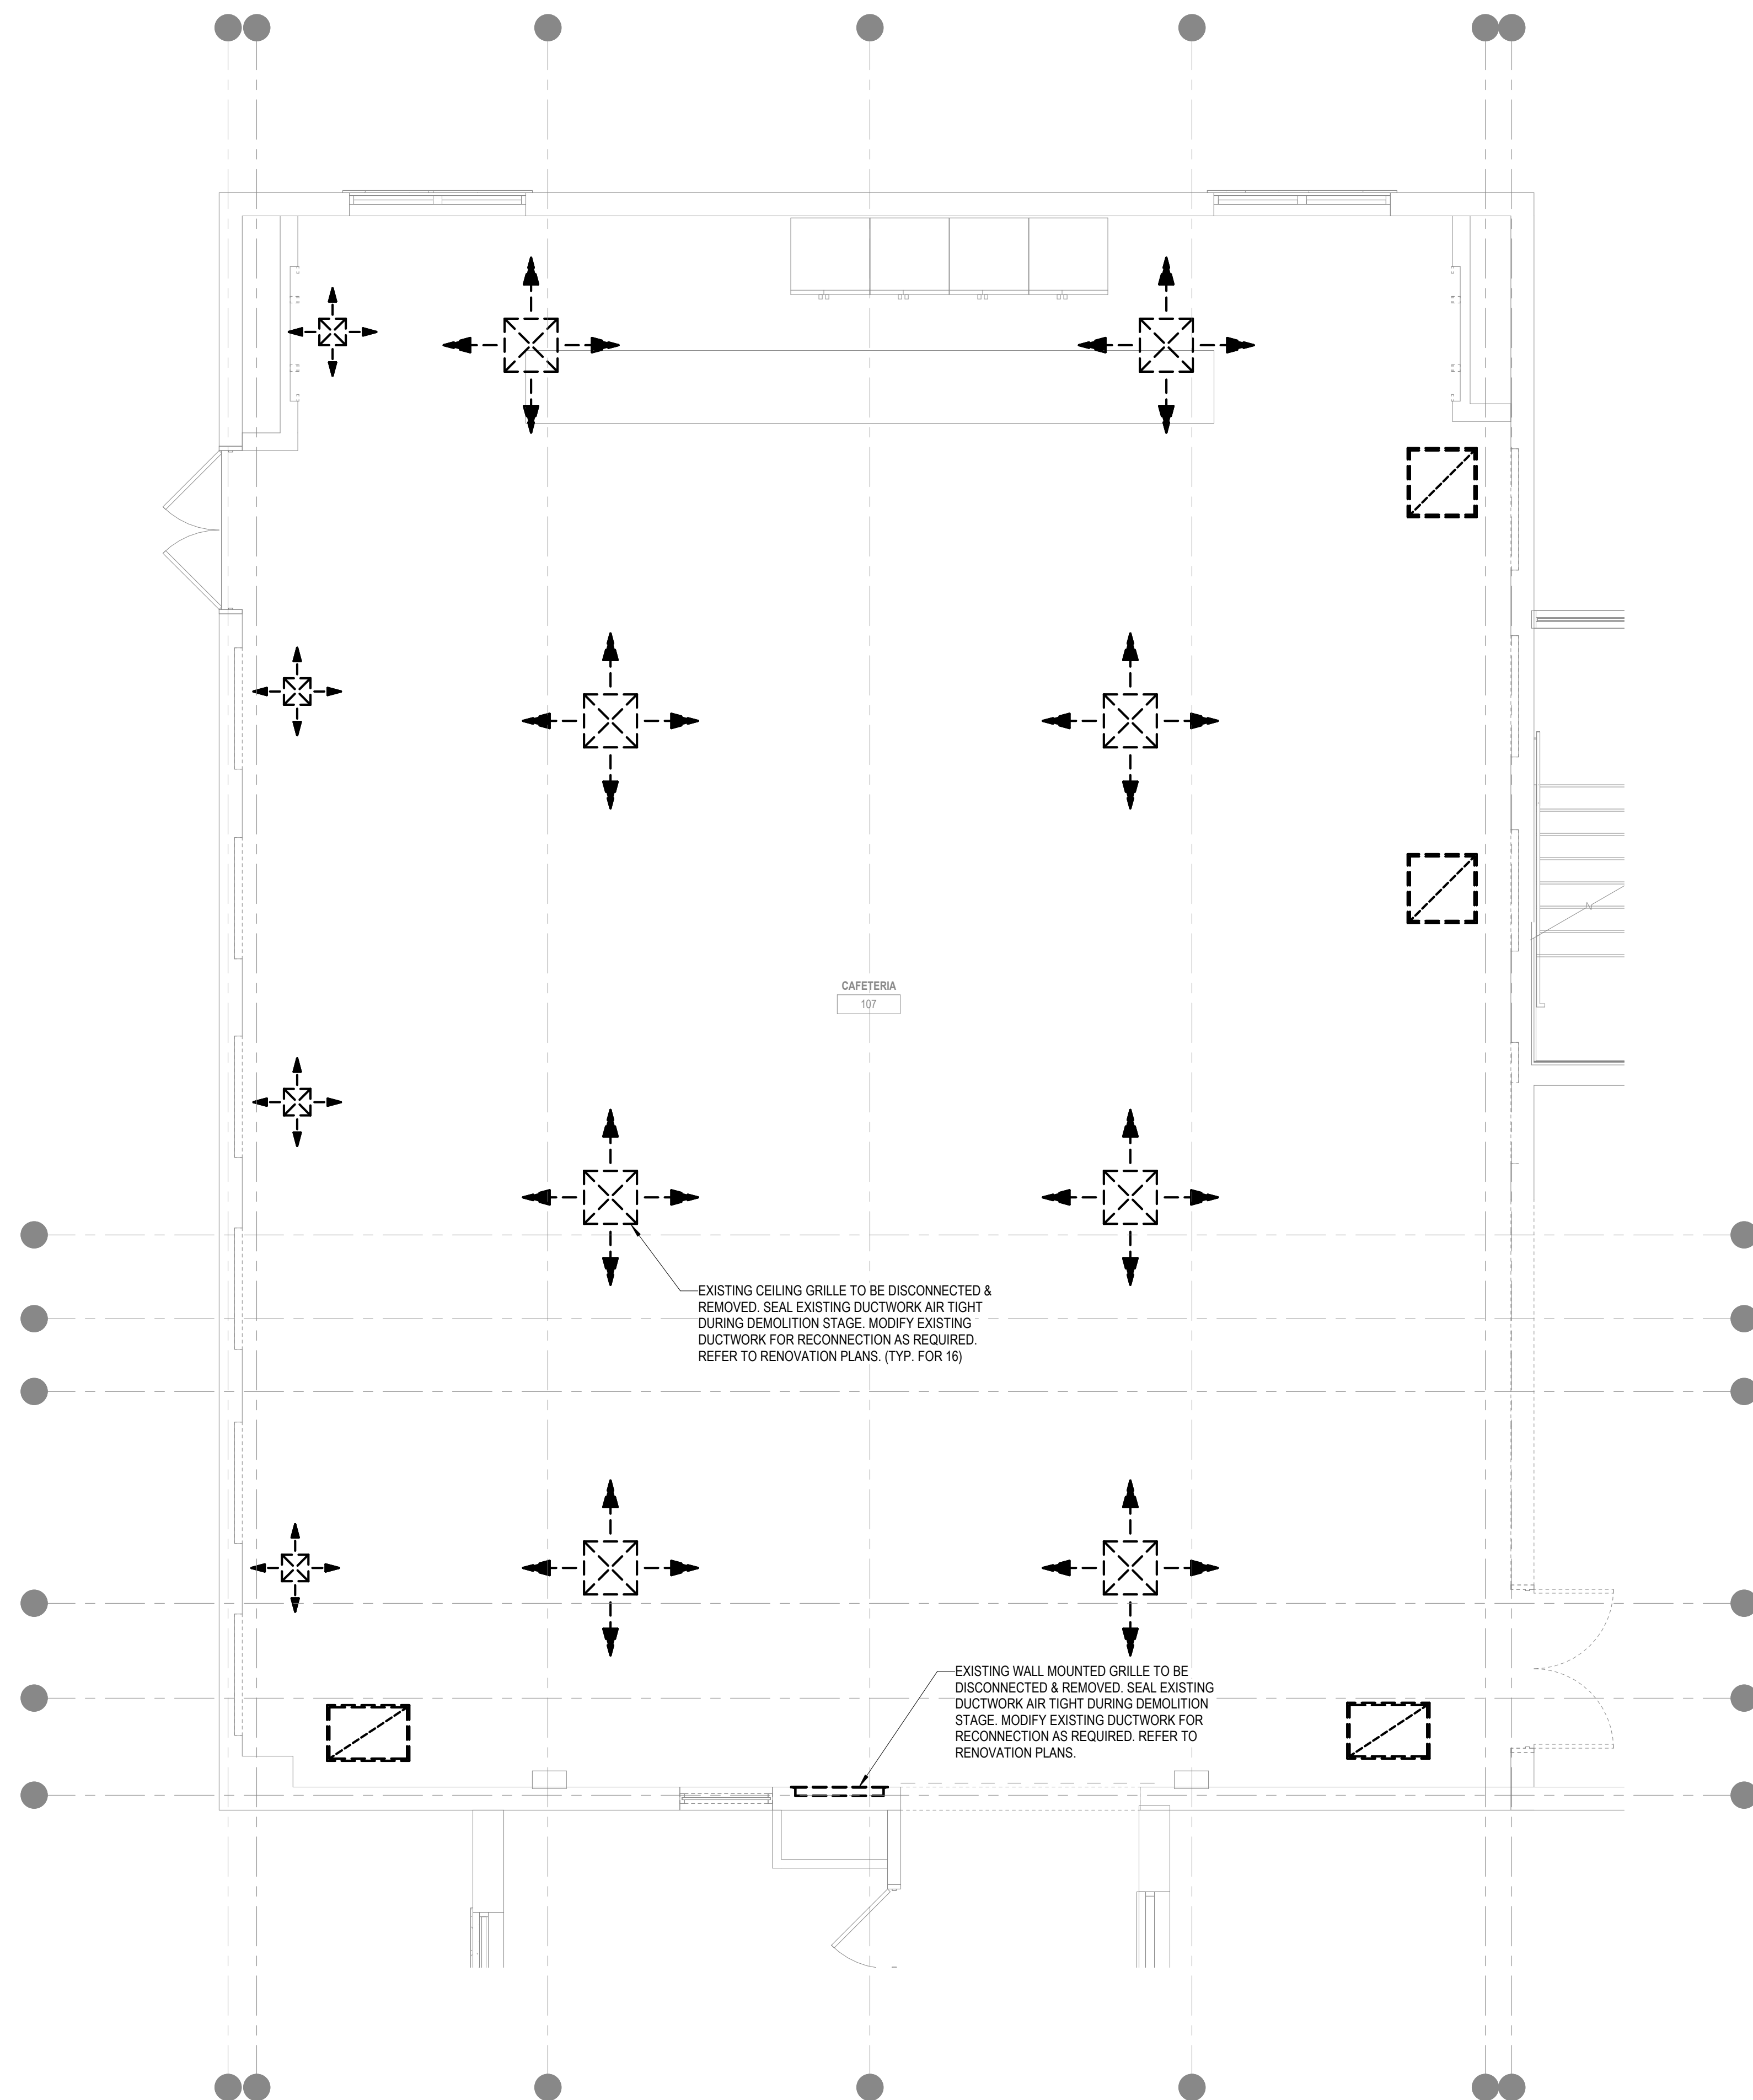 CAFETERIA
107
EXISTING CEILING GRILLE TO BE DISCONNECTED &
REMOVED. SEAL EXISTING DUCTWORK AIR TIGHT
DURING DEMOLITION STAGE. MODIFY EXISTING
DUCTWORK FOR RECONNECTION AS REQUIRED.
REFER TO RENOVATION PLANS. (TYP. FOR 16)
EXISTING WALL MOUNTED GRILLE TO BE
DISCONNECTED & REMOVED. SEAL EXISTING
DUCTWORK AIR TIGHT DURING DEMOLITION
STAGE. MODIFY EXISTING DUCTWORK FOR
RECONNECTION AS REQUIRED. REFER TO
RENOVATION PLANS.